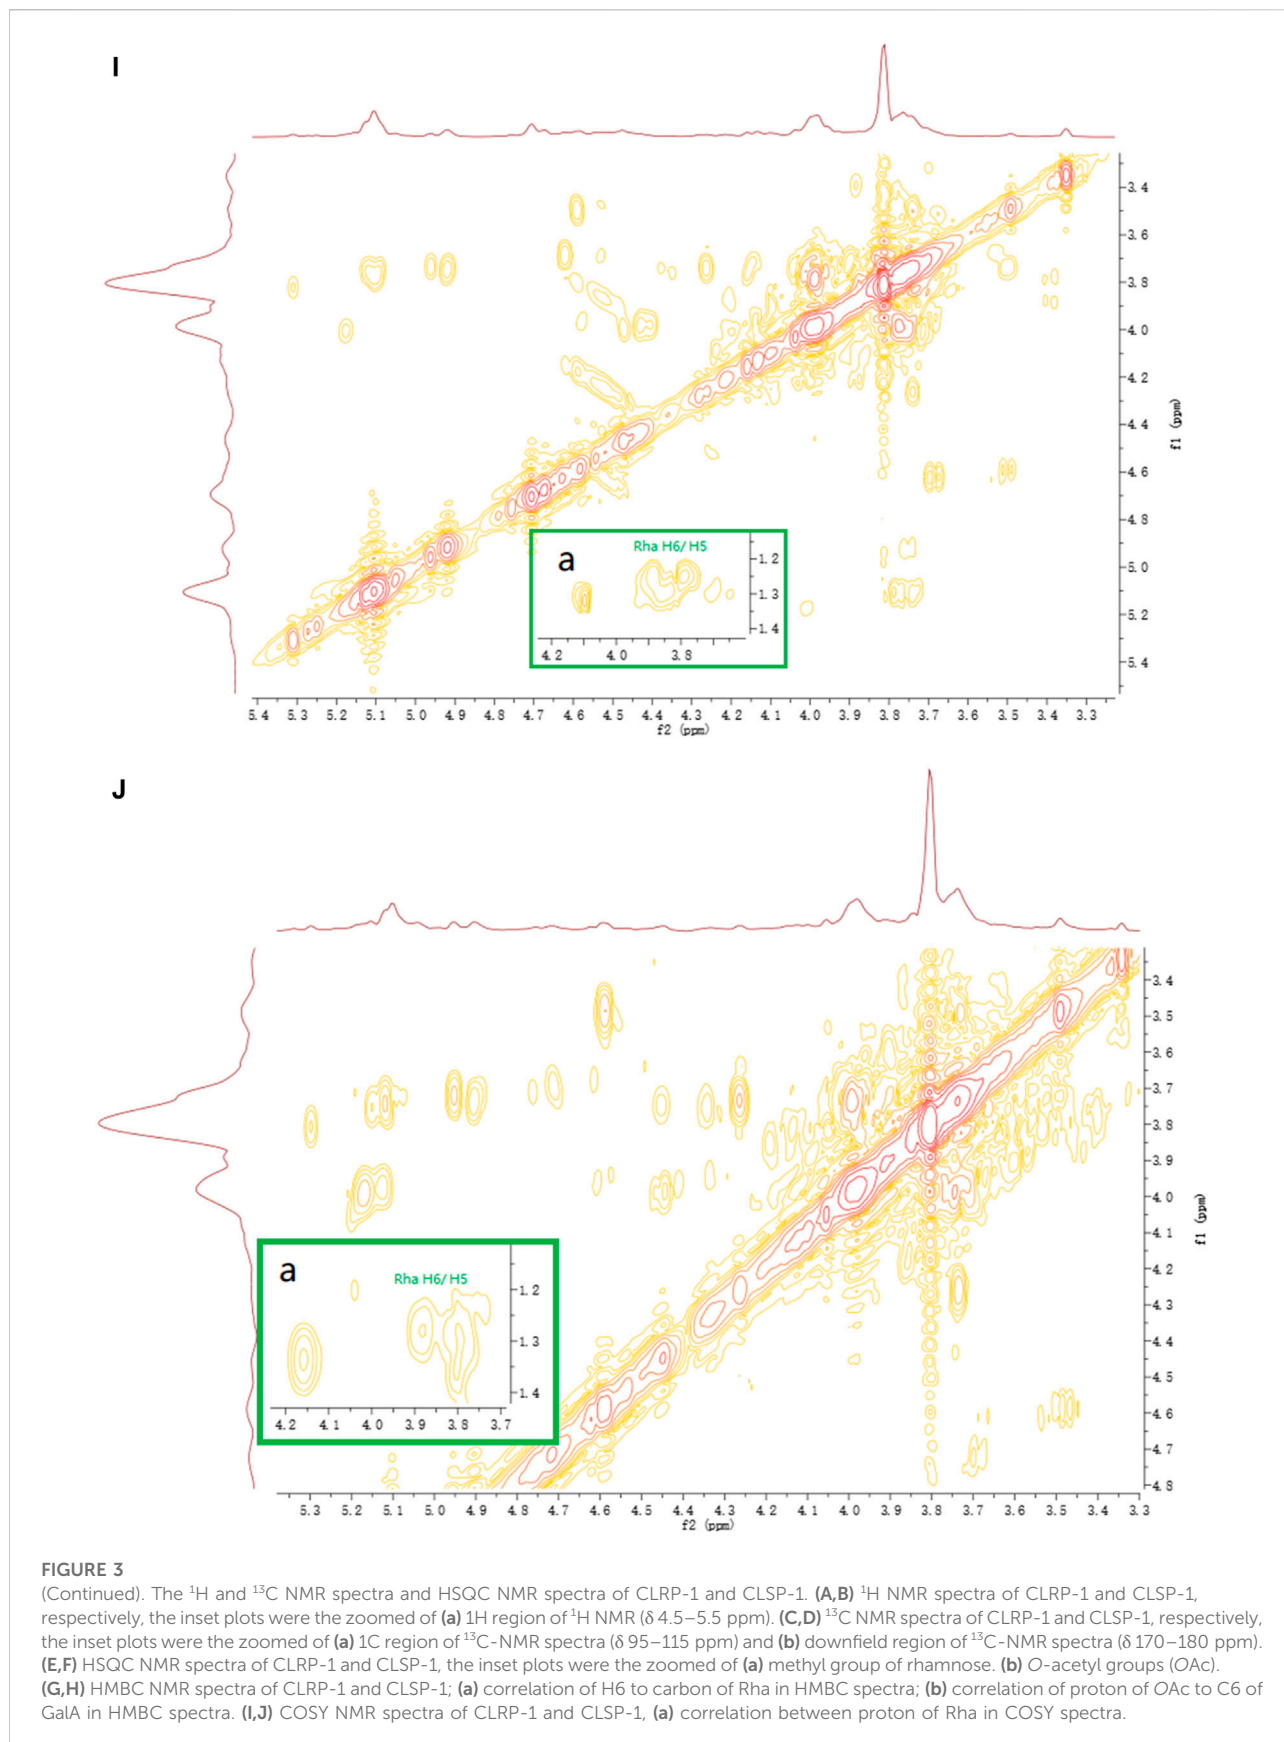 I
3.4
3.6
3.8
4.0
4.2
4.4
4.6
4.8
5.0
5.2
5.4
f1 (ppm)
a
Rha H6/H5
1.2
1.3
1.4
4.2 4.0 3.8
5.4 5.3 5.2 5.1 5.0 4.9 4.8 4.7 4.6 4.5 4.4 4.3 4.2 4.1 4.0 3.9 3.8 3.7 3.6 3.5 3.4 3.3
f2 (ppm)
J
3.4
3.5
3.6
3.7
3.8
3.9
4.0
4.1
4.2
4.3
4.4
4.5
4.6
4.7
4.8
f1 (ppm)
a
Rha H6/H5
1.2
1.3
1.4
4.2 4.1 4.0 3.9 3.8 3.7
5.3 5.2 5.1 5.0 4.9 4.8 4.7 4.6 4.5 4.4 4.3 4.2 4.1 4.0 3.9 3.8 3.7 3.6 3.5 3.4 3.3
f2 (ppm)
FIGURE 3
(Continued). The ¹H and ¹³C NMR spectra and HSQC NMR spectra of CLRP-1 and CLSP-1. (A,B) ¹H NMR spectra of CLRP-1 and CLSP-1,
respectively, the inset plots were the zoomed of (a) 1H region of ¹H NMR (δ 4.5–5.5 ppm). (C,D) ¹³C NMR spectra of CLRP-1 and CLSP-1, respectively,
the inset plots were the zoomed of (a) 1C region of ¹³C-NMR spectra (δ 95–115 ppm) and (b) downfield region of ¹³C-NMR spectra (δ 170–180 ppm).
(E,F) HSQC NMR spectra of CLRP-1 and CLSP-1, the inset plots were the zoomed of (a) methyl group of rhamnose. (b) O-acetyl groups (OAc).
(G,H) HMBC NMR spectra of CLRP-1 and CLSP-1; (a) correlation of H6 to carbon of Rha in HMBC spectra; (b) correlation of proton of OAc to C6 of
GalA in HMBC spectra. (I,J) COSY NMR spectra of CLRP-1 and CLSP-1, (a) correlation between proton of Rha in COSY spectra.